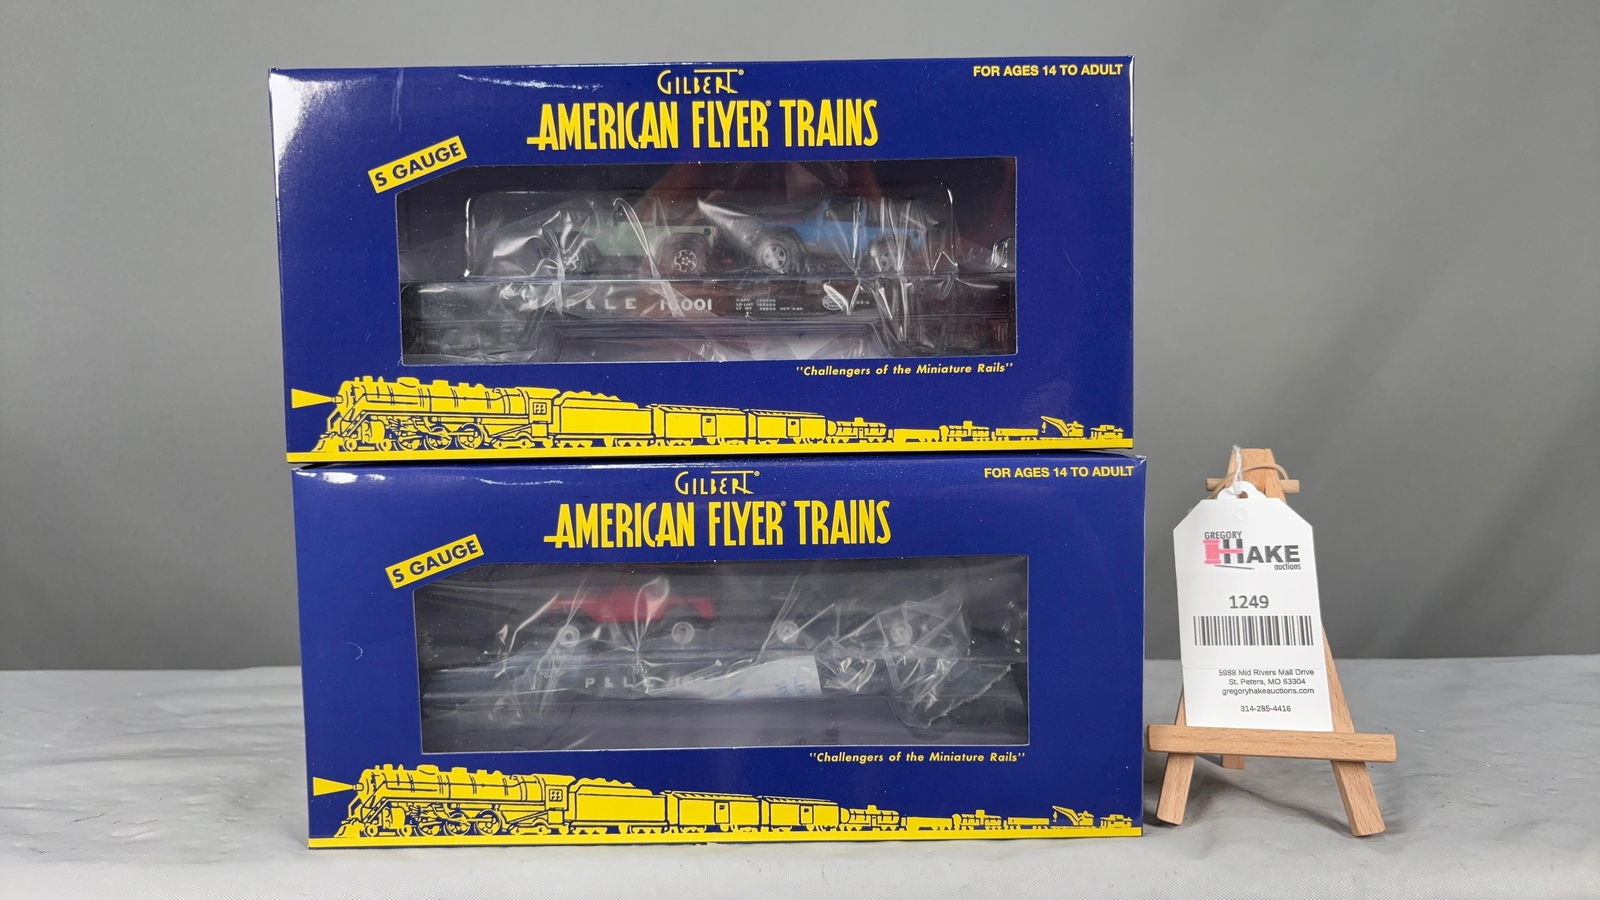 GILBERT®
FOR AGES 14 TO ADULT
AMERICAN FLYER® TRAINS
S GAUGE
P & L E 16001
"Challengers of the Miniature Rails"
GILBERT®
FOR AGES 14 TO ADULT
AMERICAN FLYER® TRAINS
S GAUGE
P & L E
"Challengers of the Miniature Rails"
GREGORY
HAKE
auctions
1249
5988 Mid Rivers Mall Drive
St. Peters, MO 63304
gregoryhakeauctions.com
314-285-4416